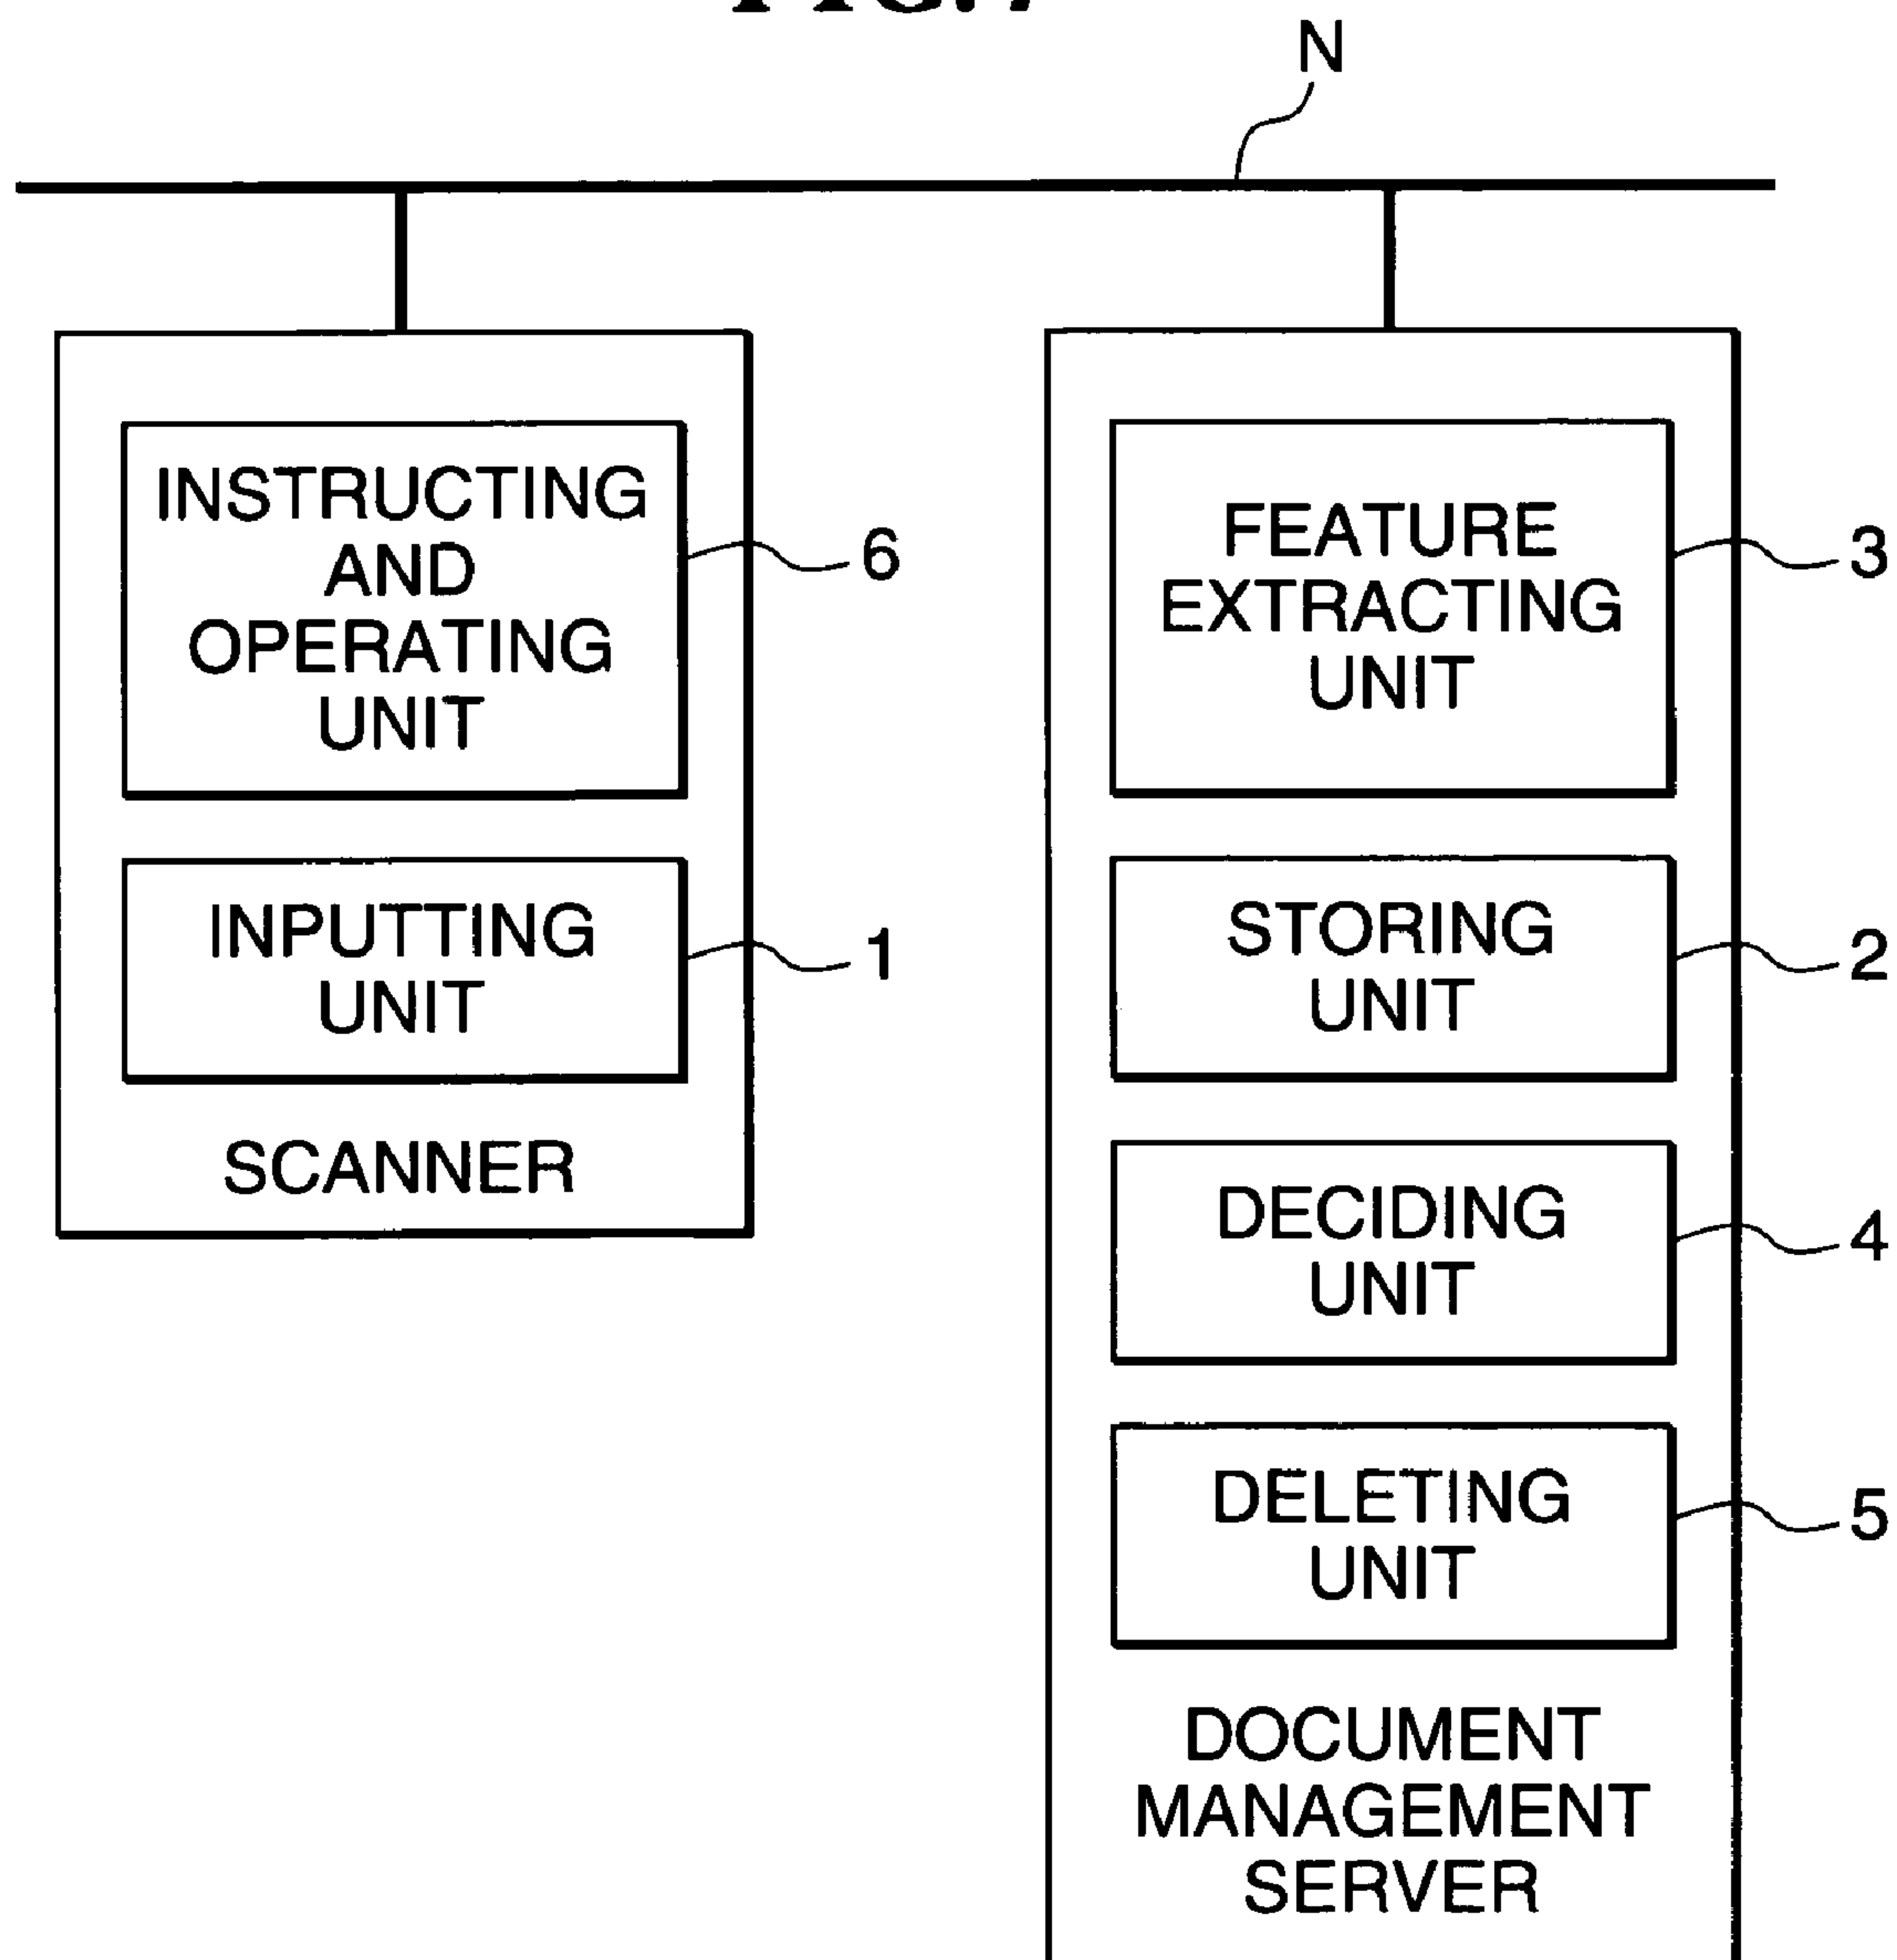 N
INSTRUCTING
AND
OPERATING
UNIT
6
INPUTTING
UNIT
1
SCANNER
FEATURE
EXTRACTING
UNIT
3
STORING
UNIT
2
DECIDING
UNIT
4
DELETING
UNIT
5
DOCUMENT
MANAGEMENT
SERVER